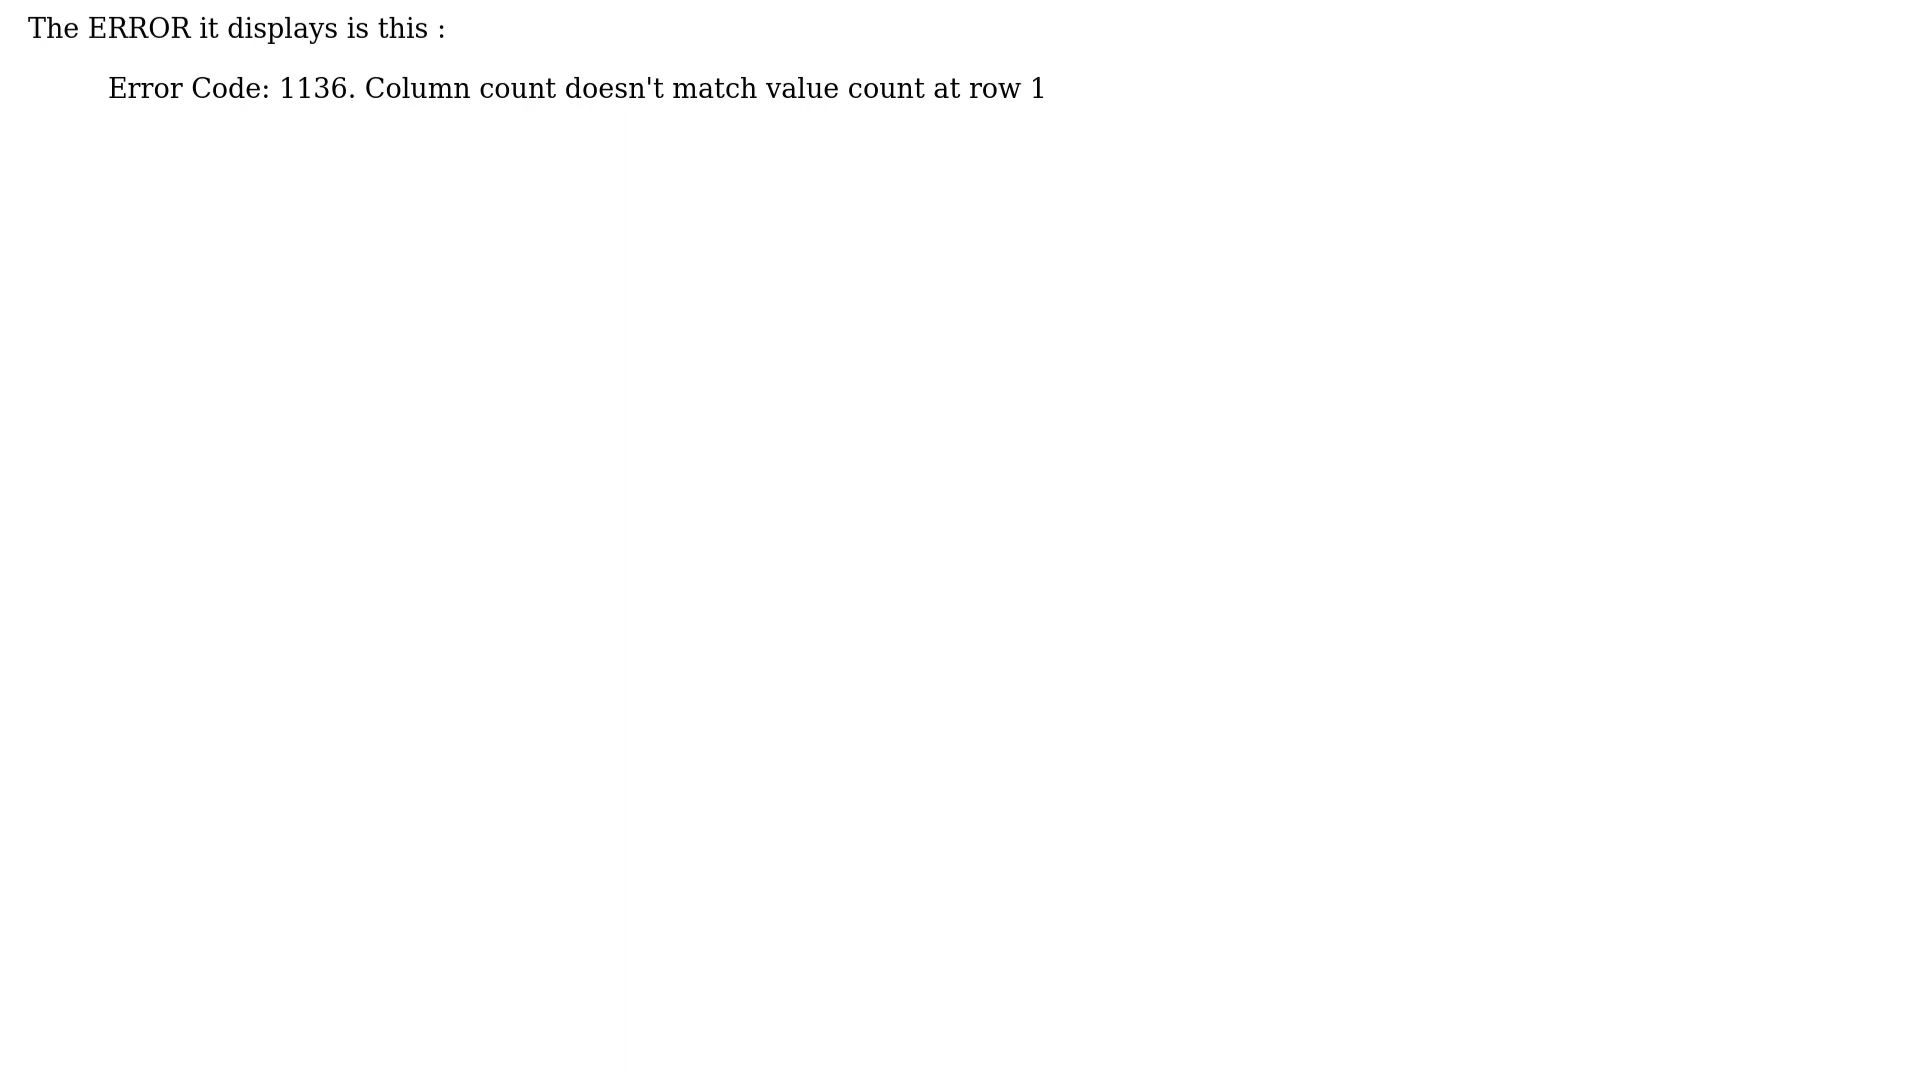 The ERROR it displays is this :
Error Code: 1136. Column count doesn't match value count at row 1